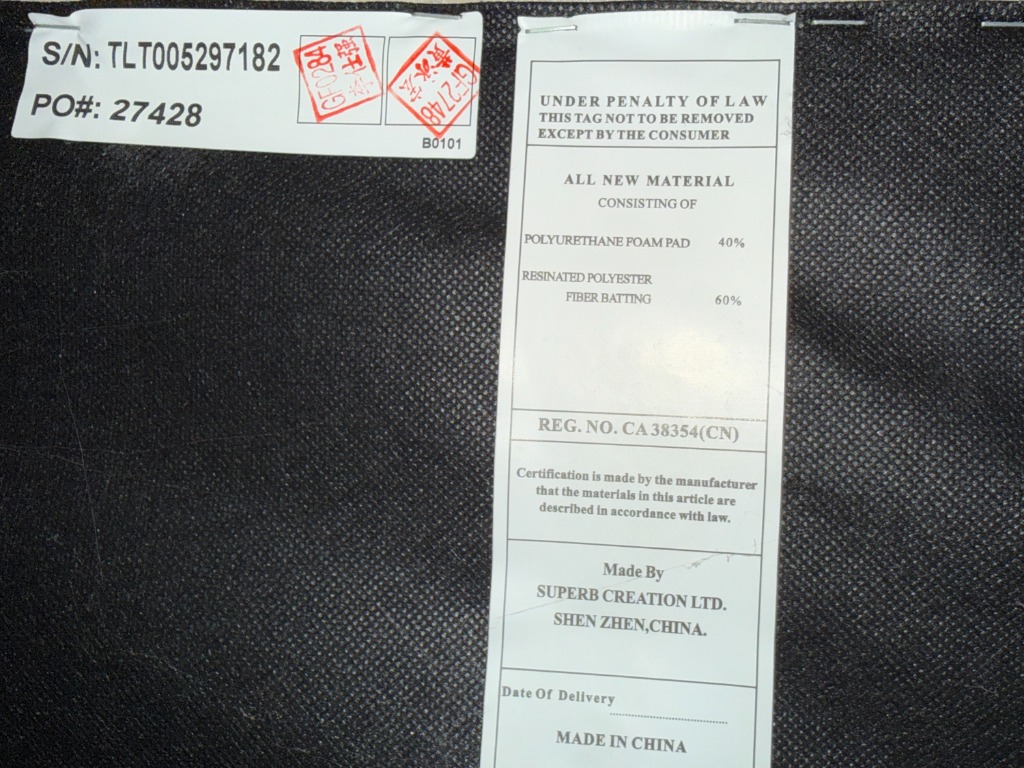 S/N: TLT005297182
PO#: 27428
GF0284
GF2748
B0101
UNDER PENALTY OF LAW
THIS TAG NOT TO BE REMOVED
EXCEPT BY THE CONSUMER
ALL NEW MATERIAL
CONSISTING OF
POLYURETHANE FOAM PAD 40%
RESINATED POLYESTER
FIBER BATTING 60%
REG. NO. CA 38354(CN)
Certification is made by the manufacturer
that the materials in this article are
described in accordance with law.
Made By
SUPERB CREATION LTD.
SHEN ZHEN,CHINA.
Date Of Delivery
MADE IN CHINA